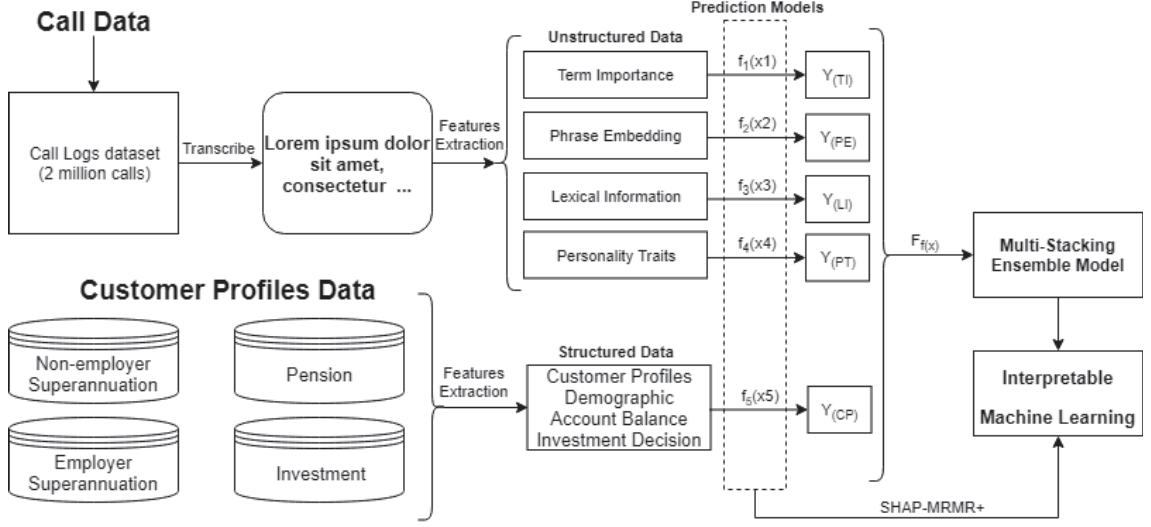 Prediction Models
Call Data
Call Logs dataset
(2 million calls)
Transcribe
Lorem ipsum dolor
sit amet,
consectetur ...
Features
Extraction
Unstructured Data
Term Importance
f₁(x1)
Y(TI)
Phrase Embedding
f₂(x2)
Y(PE)
Lexical Information
f₃(x3)
Y(LI)
Personality Traits
f₄(x4)
Y(PT)
F f(x)
Multi-Stacking
Ensemble Model
Customer Profiles Data
Non-employer
Superannuation
Pension
Employer
Superannuation
Investment
Features
Extraction
Structured Data
Customer Profiles
Demographic
Account Balance
Investment Decision
f₅(x5)
Y(CP)
Interpretable
Machine Learning
SHAP-MRMR+